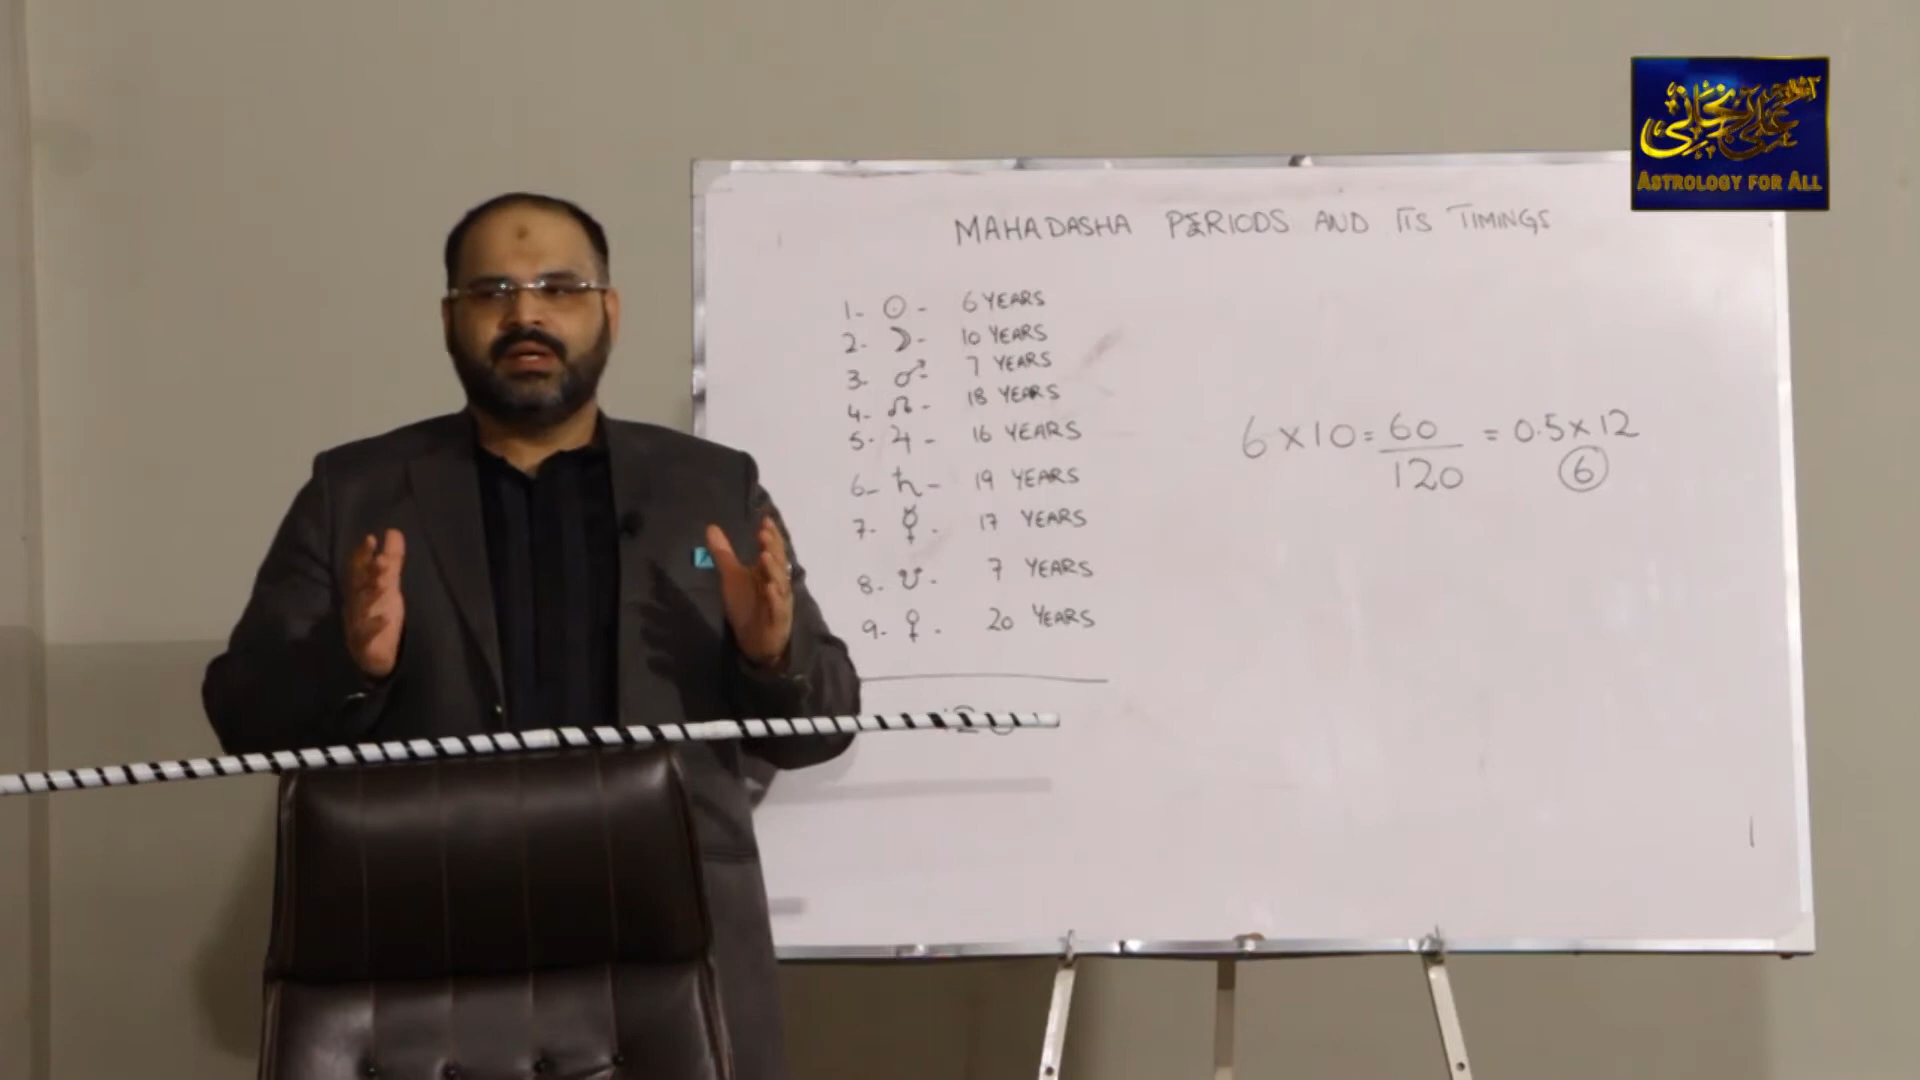 علی زنجانی
ASTROLOGY FOR ALL
MAHADASHA PERIODS AND ITS TIMINGS
1- ☉ - 6 YEARS
2- ☽ - 10 YEARS
3- ♂ - 7 YEARS
4- ☊ - 18 YEARS
5- ♃ - 16 YEARS
6- ♄ - 19 YEARS
7- ☿ - 17 YEARS
8- ☋ - 7 YEARS
9- ♀ - 20 YEARS
6 x 10 = 60/120 = 0.5 x 12
6